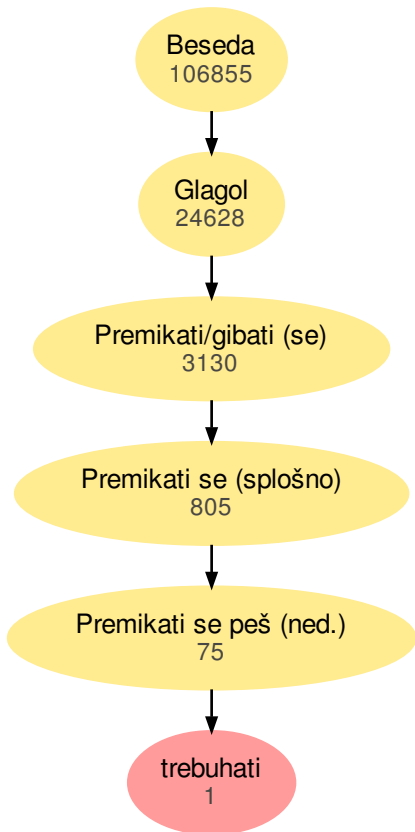 Beseda
106855
Glagol
24628
Premikati/gibati (se)
3130
Premikati se (splošno)
805
Premikati se peš (ned.)
75
trebuhati
1